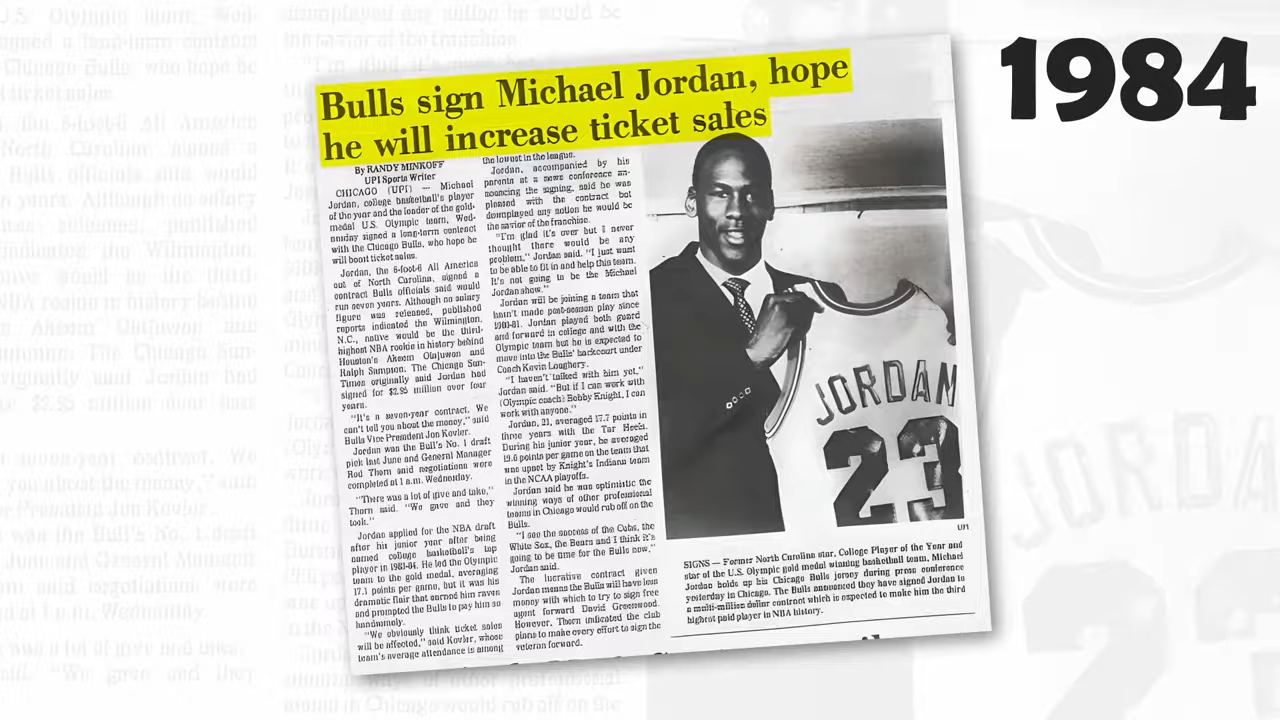 1984
Bulls sign Michael Jordan, hope
he will increase ticket sales
By RANDY MINKOFF
UPI Sports Writer
CHICAGO (UPI) — Michael
Jordan, college basketball's player
of the year and the leader of the gold-
medal U.S. Olympic team, Wed-
nesday signed a long-term contract
with the Chicago Bulls, who hope he
will boost ticket sales.
Jordan, the 6-foot-6 All America
out of North Carolina, signed a
contract Bulls officials said would
run seven years. Although no salary
figure was released, published
reports indicated the Wilmington,
N.C., native would be the third-
highest NBA rookie in history behind
Houston's Akeem Olajuwon and
Ralph Sampson. The Chicago Sun-
Times originally said Jordan had
signed for $2.95 million over four
years.
"It's a seven-year contract. We
can't tell you about the money," said
Bulls Vice President Jon Kovler.
Jordan was the Bull's No. 1 draft
pick last June and General Manager
Rod Thorn said negotiations were
completed at 1 a.m. Wednesday.
"There was a lot of give and take,"
Thorn said. "We gave and they
took."
Jordan applied for the NBA draft
after his junior year after being
named college basketball's top
player in 1983-84. He led the Olympic
team to the gold medal, averaging
17.1 points per game, but it was his
dramatic flair that earned him raves
and prompted the Bulls to pay him so
handsomely.
"We obviously think ticket sales
will be affected," said Kovler, whose
team's average attendance is among
the lowest in the league.
Jordan, accompanied by his
parents at a news conference an-
nouncing the signing, said he was
pleased with the contract but
downplayed any notion he would be
the savior of the franchise.
"I'm glad it's over but I never
thought there would be any
problem," Jordan said. "I just want
to be able to fit in and help this team.
It's not going to be the Michael
Jordan show."
Jordan will be joining a team that
hasn't made post-season play since
1980-81. Jordan played both guard
and forward in college and with the
Olympic team but he is expected to
move into the Bulls' backcourt under
Coach Kevin Loughery.
"I haven't talked with him yet,"
Jordan said. "But if I can work with
(Olympic coach) Bobby Knight, I can
work with anyone."
Jordan, 21, averaged 17.7 points in
three years with the Tar Heels.
During his junior year, he averaged
19.6 points per game on the team that
was upset by Knight's Indiana team
in the NCAA playoffs.
Jordan said he was optimistic the
winning ways of other professional
teams in Chicago would rub off on the
Bulls.
"I see the success of the Cubs, the
White Sox, the Bears and I think it's
going to be time for the Bulls now,"
Jordan said.
The lucrative contract given
Jordan means the Bulls will have less
money with which to try to sign free
agent forward David Greenwood.
However, Thorn indicated the club
plans to make every effort to sign the
veteran forward.
JORDAN
23
UPI
SIGNS — Former North Carolina star, College Player of the Year and
star of the U.S. Olympic gold medal winning basketball team, Michael
Jordan holds up his Chicago Bulls jersey during press conference
yesterday in Chicago. The Bulls announced they have signed Jordan to
a multi-million dollar contract which is expected to make him the third
highest paid player in NBA history.